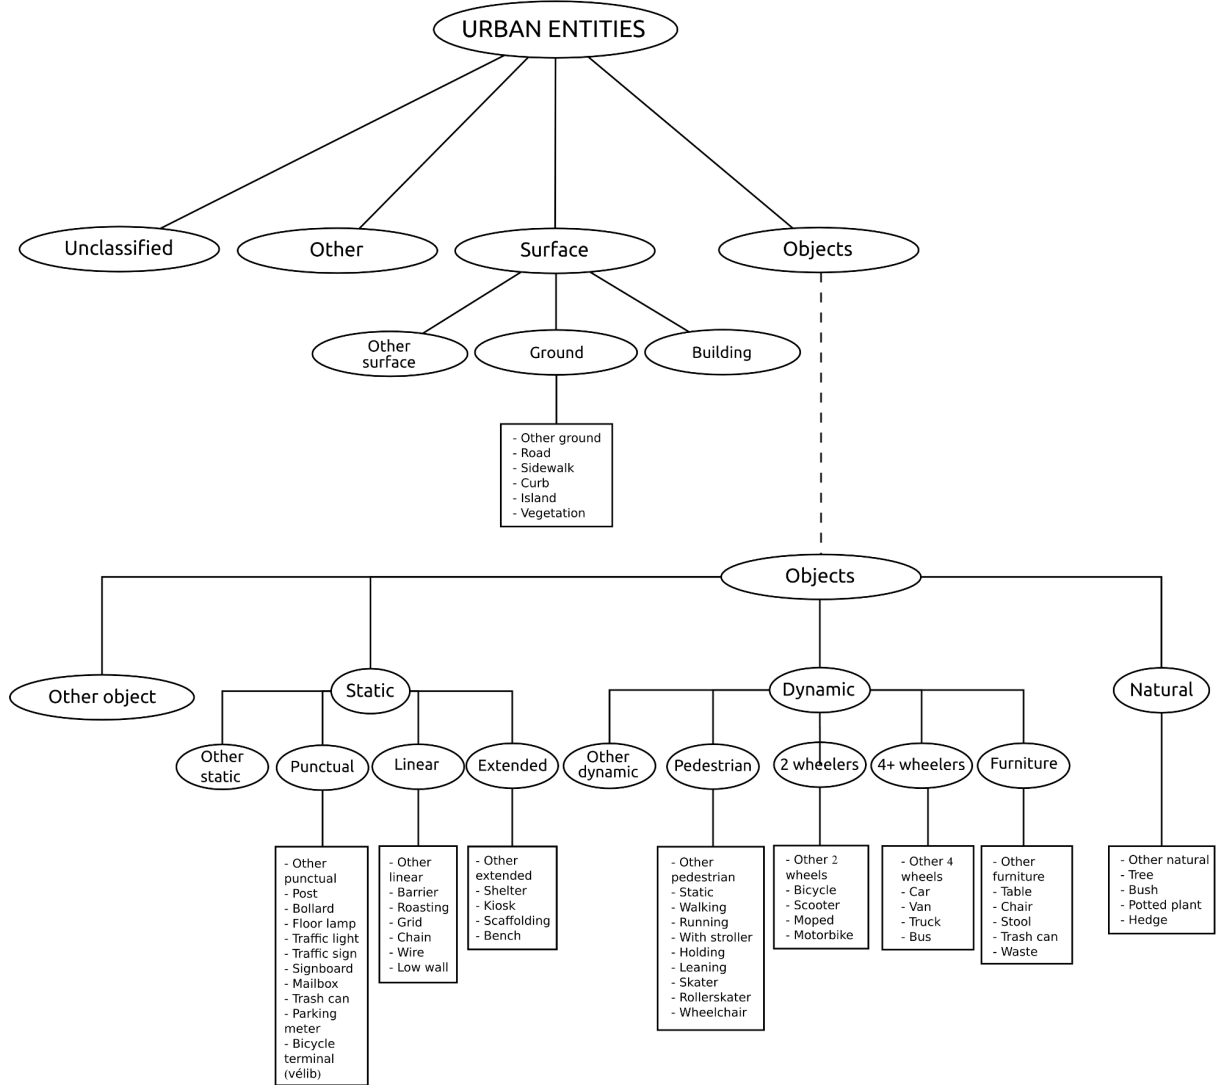 URBAN ENTITIES
Unclassified
Other
Surface
Objects
Other
surface
Ground
Building
- Other ground
- Road
- Sidewalk
- Curb
- Island
- Vegetation
Objects
Other object
Static
Dynamic
Natural
Other
static
Punctual
Linear
Extended
Other
dynamic
Pedestrian
2 wheelers
4+ wheelers
Furniture
- Other
punctual
- Post
- Bollard
- Floor lamp
- Traffic light
- Traffic sign
- Signboard
- Mailbox
- Trash can
- Parking
meter
- Bicycle
terminal
(vélib)
- Other
linear
- Barrier
- Roasting
- Grid
- Chain
- Wire
- Low wall
- Other
extended
- Shelter
- Kiosk
- Scaffolding
- Bench
- Other
pedestrian
- Static
- Walking
- Running
- With stroller
- Holding
- Leaning
- Skater
- Rollerskater
- Wheelchair
- Other 2
wheels
- Bicycle
- Scooter
- Moped
- Motorbike
- Other 4
wheels
- Car
- Van
- Truck
- Bus
- Other
furniture
- Table
- Chair
- Stool
- Trash can
- Waste
- Other natural
- Tree
- Bush
- Potted plant
- Hedge